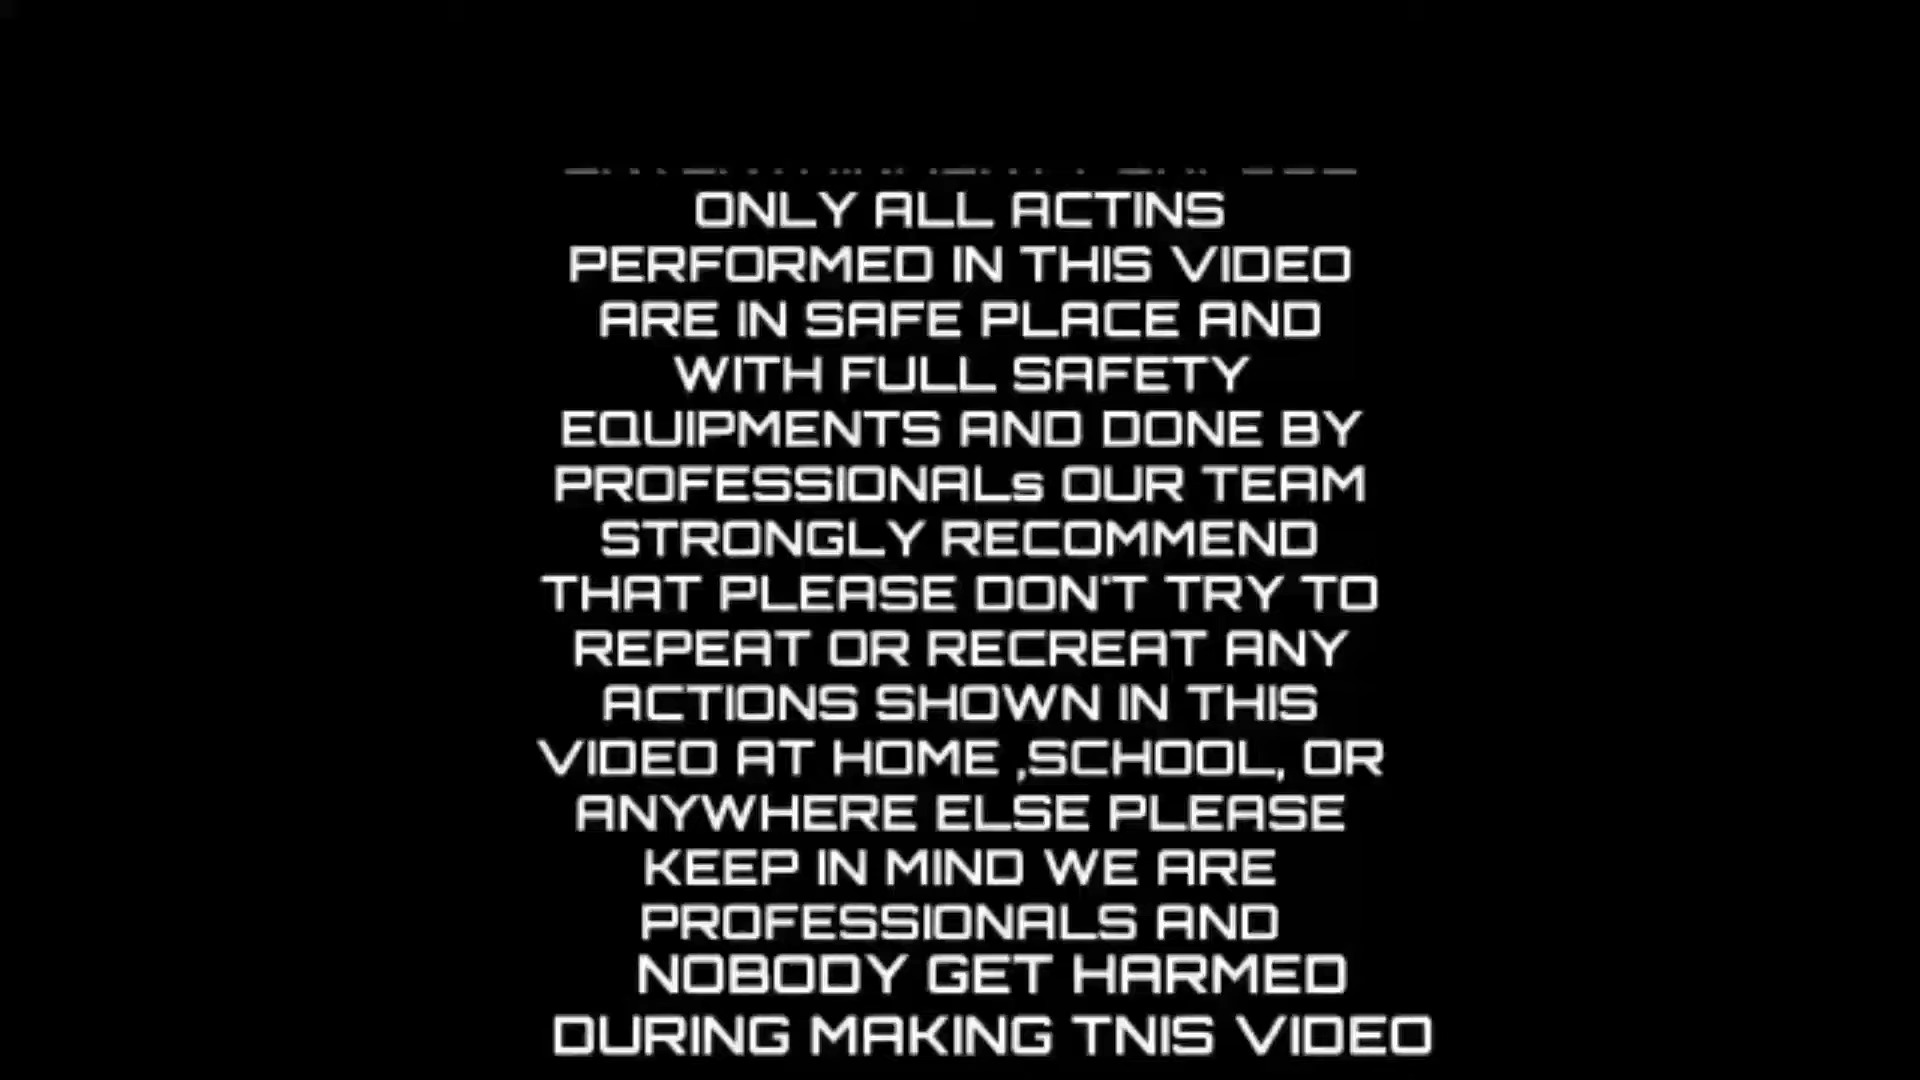 ONLY ALL ACTINS
PERFORMED IN THIS VIDEO
ARE IN SAFE PLACE AND
WITH FULL SAFETY
EQUIPMENTS AND DONE BY
PROFESSIONALs OUR TEAM
STRONGLY RECOMMEND
THAT PLEASE DON'T TRY TO
REPEAT OR RECREAT ANY
ACTIONS SHOWN IN THIS
VIDEO AT HOME ,SCHOOL, OR
ANYWHERE ELSE PLEASE
KEEP IN MIND WE ARE
PROFESSIONALS AND
NOBODY GET HARMED
DURING MAKING TNIS VIDEO